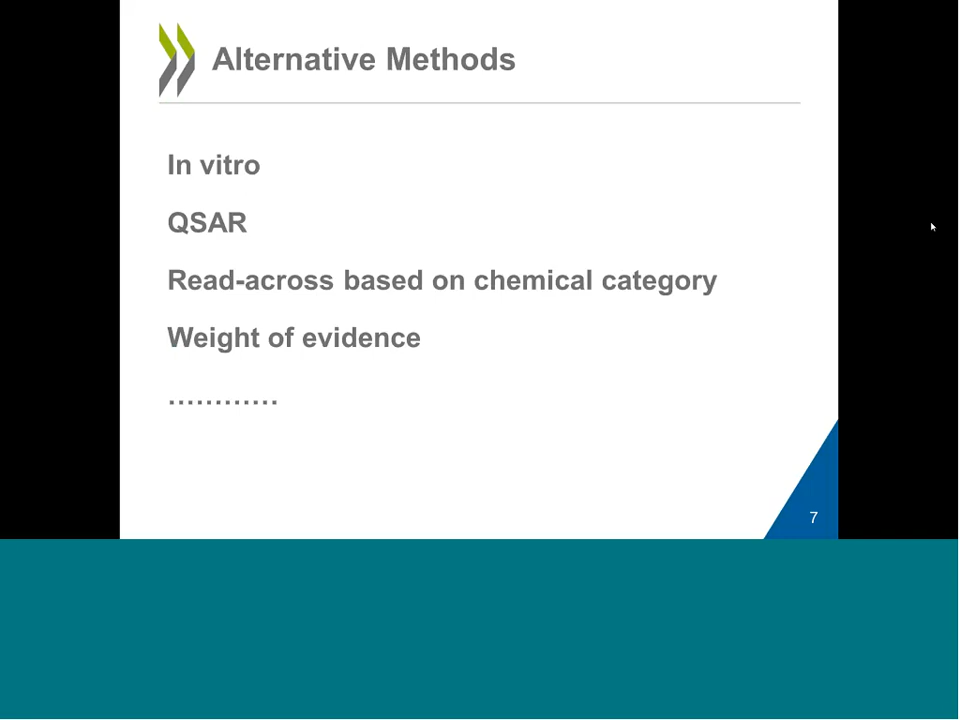 Alternative Methods
In vitro
QSAR
Read-across based on chemical category
Weight of evidence
…………
7